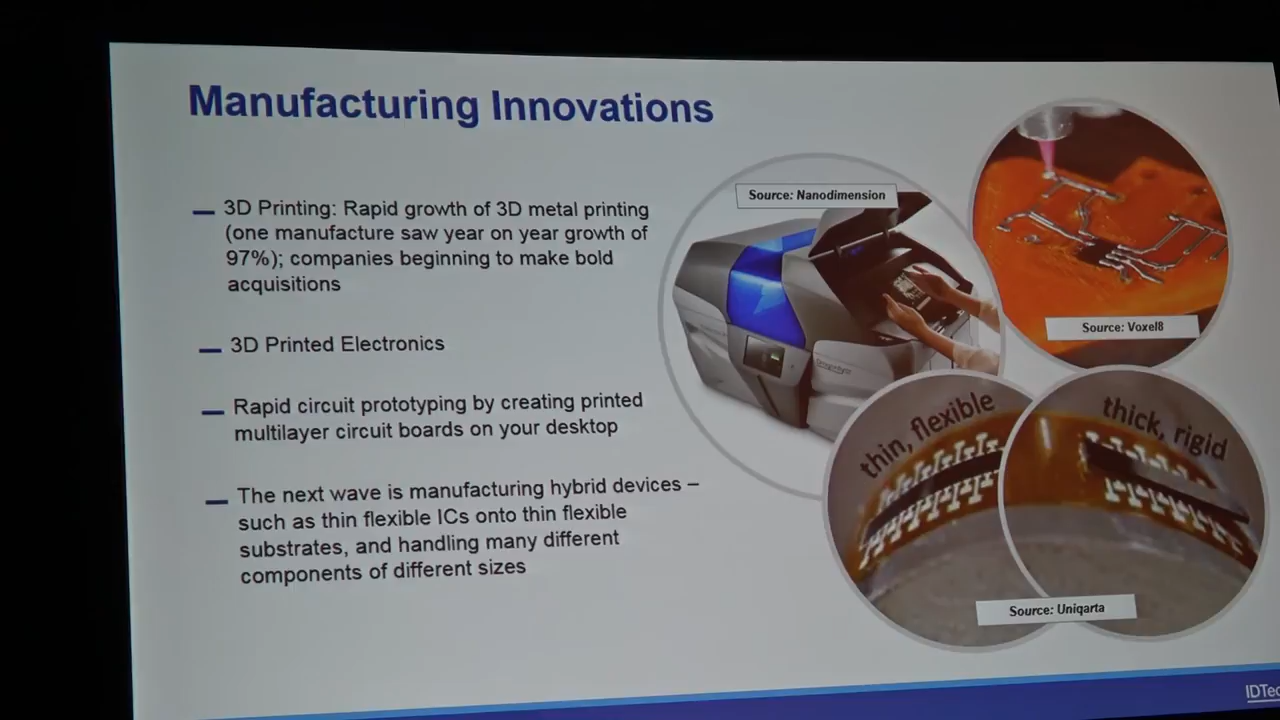 Manufacturing Innovations
– 3D Printing: Rapid growth of 3D metal printing
(one manufacture saw year on year growth of
97%); companies beginning to make bold
acquisitions
– 3D Printed Electronics
– Rapid circuit prototyping by creating printed
multilayer circuit boards on your desktop
– The next wave is manufacturing hybrid devices –
such as thin flexible ICs onto thin flexible
substrates, and handling many different
components of different sizes
Source: Nanodimension
Source: Voxel8
thin, flexible
thick, rigid
Source: Uniqarta
IDTec